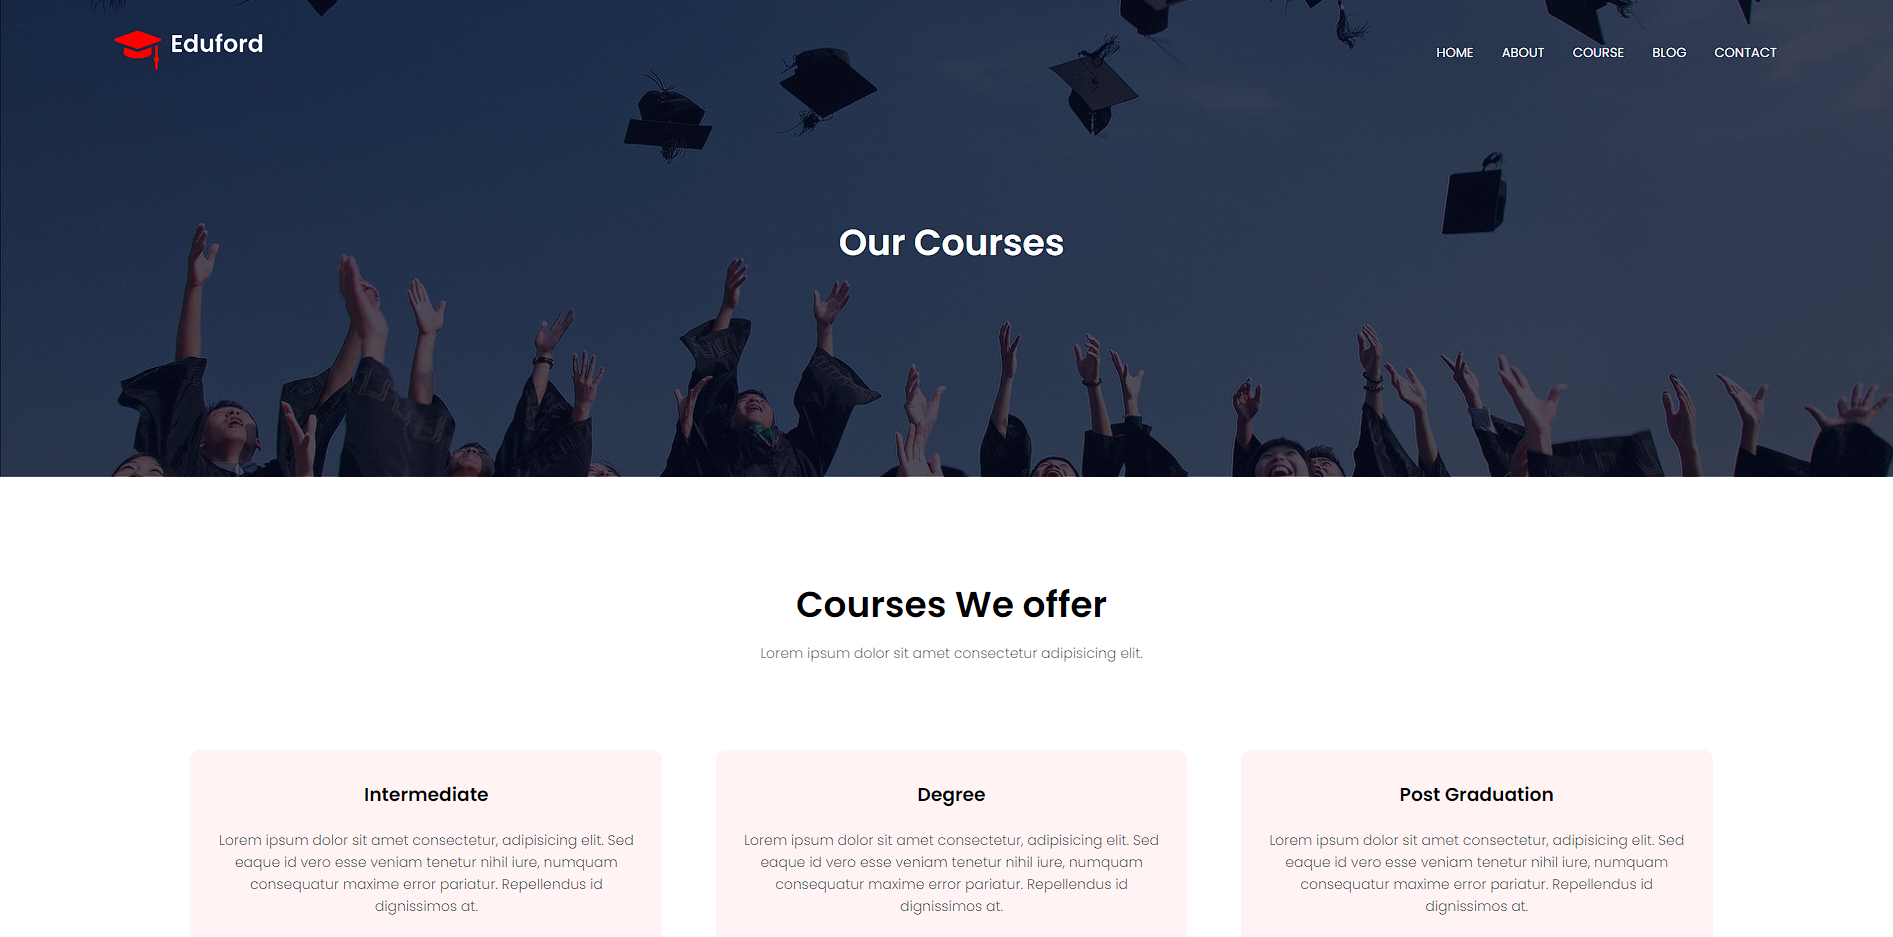 Eduford
HOME ABOUT COURSE BLOG CONTACT
Our Courses
Courses We offer
Lorem ipsum dolor sit amet consectetur adipisicing elit.
Intermediate
Lorem ipsum dolor sit amet consectetur, adipisicing elit. Sed
eaque id vero esse veniam tenetur nihil iure, numquam
consequatur maxime error pariatur. Repellendus id
dignissimos at.
Degree
Lorem ipsum dolor sit amet consectetur, adipisicing elit. Sed
eaque id vero esse veniam tenetur nihil iure, numquam
consequatur maxime error pariatur. Repellendus id
dignissimos at.
Post Graduation
Lorem ipsum dolor sit amet consectetur, adipisicing elit. Sed
eaque id vero esse veniam tenetur nihil iure, numquam
consequatur maxime error pariatur. Repellendus id
dignissimos at.